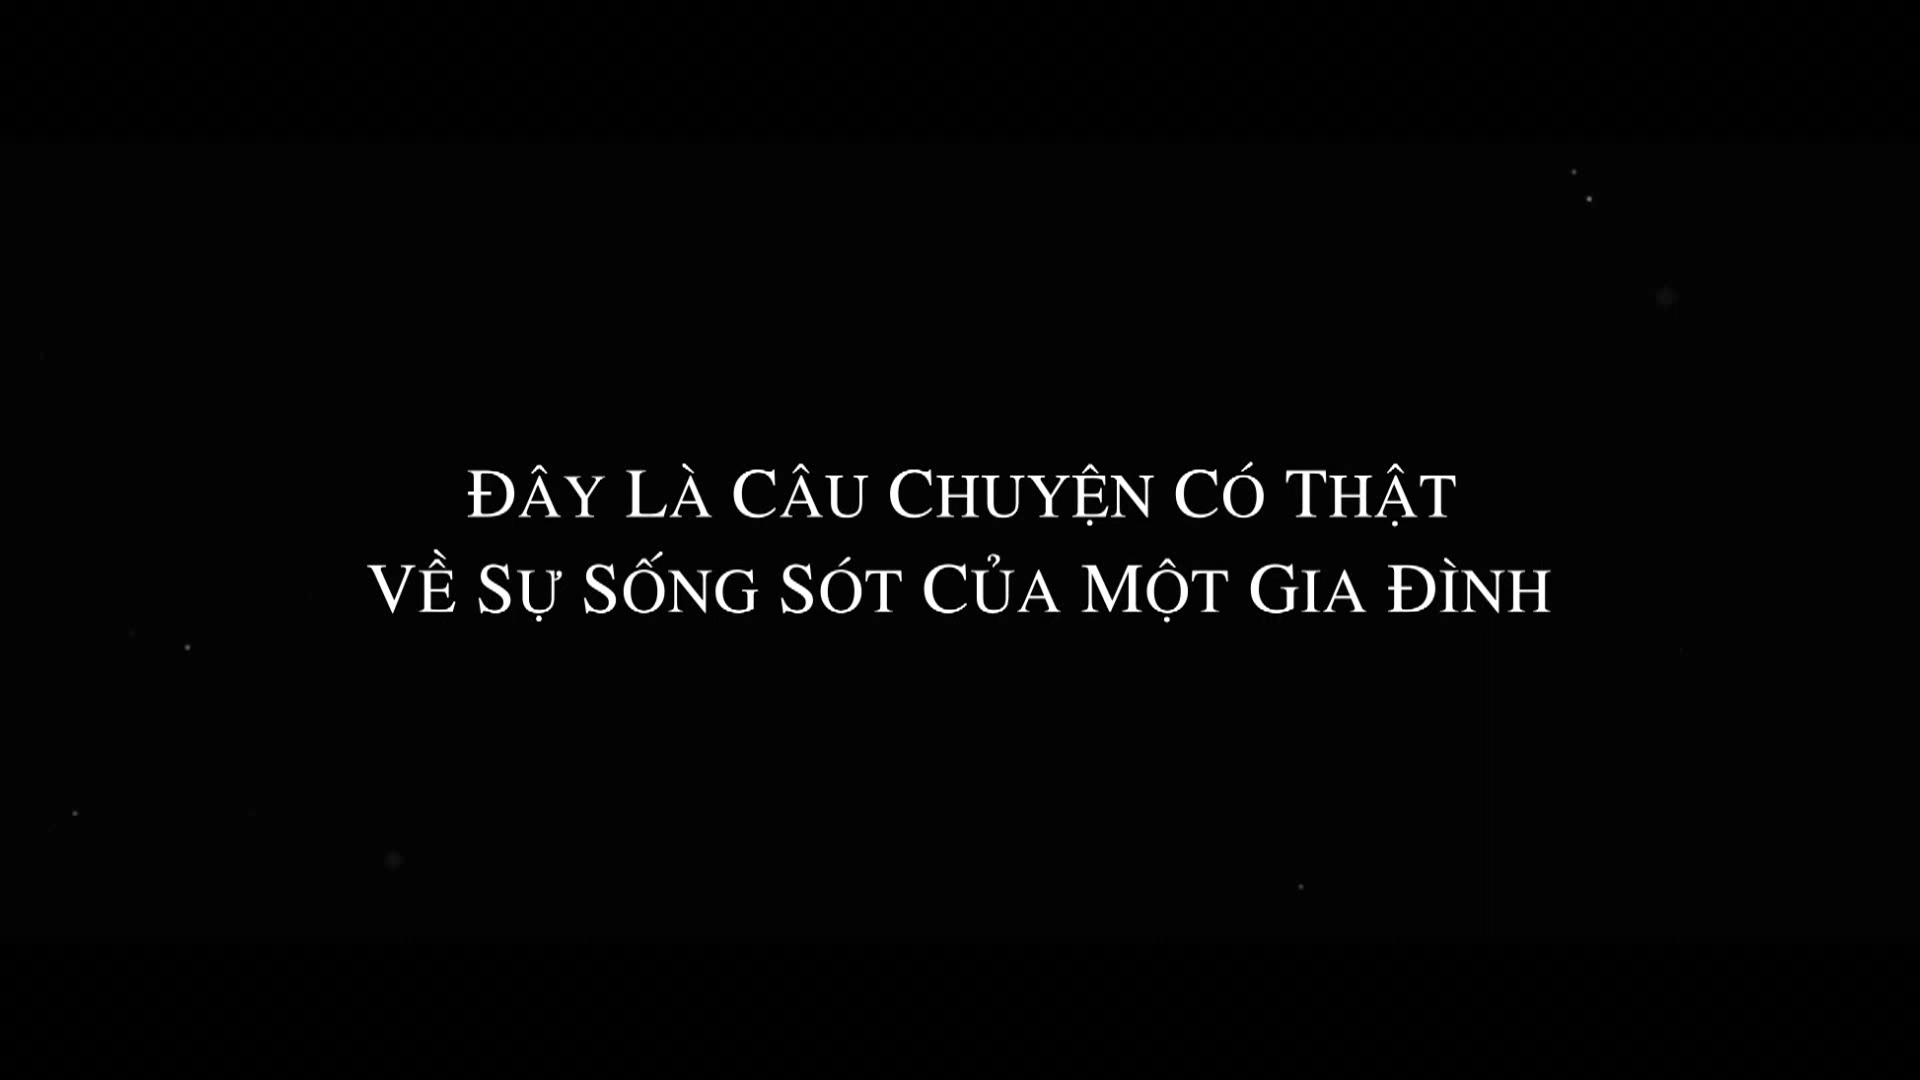 Đây Là Câu Chuyện Có Thật
Về Sự Sống Sót Của Một Gia Đình